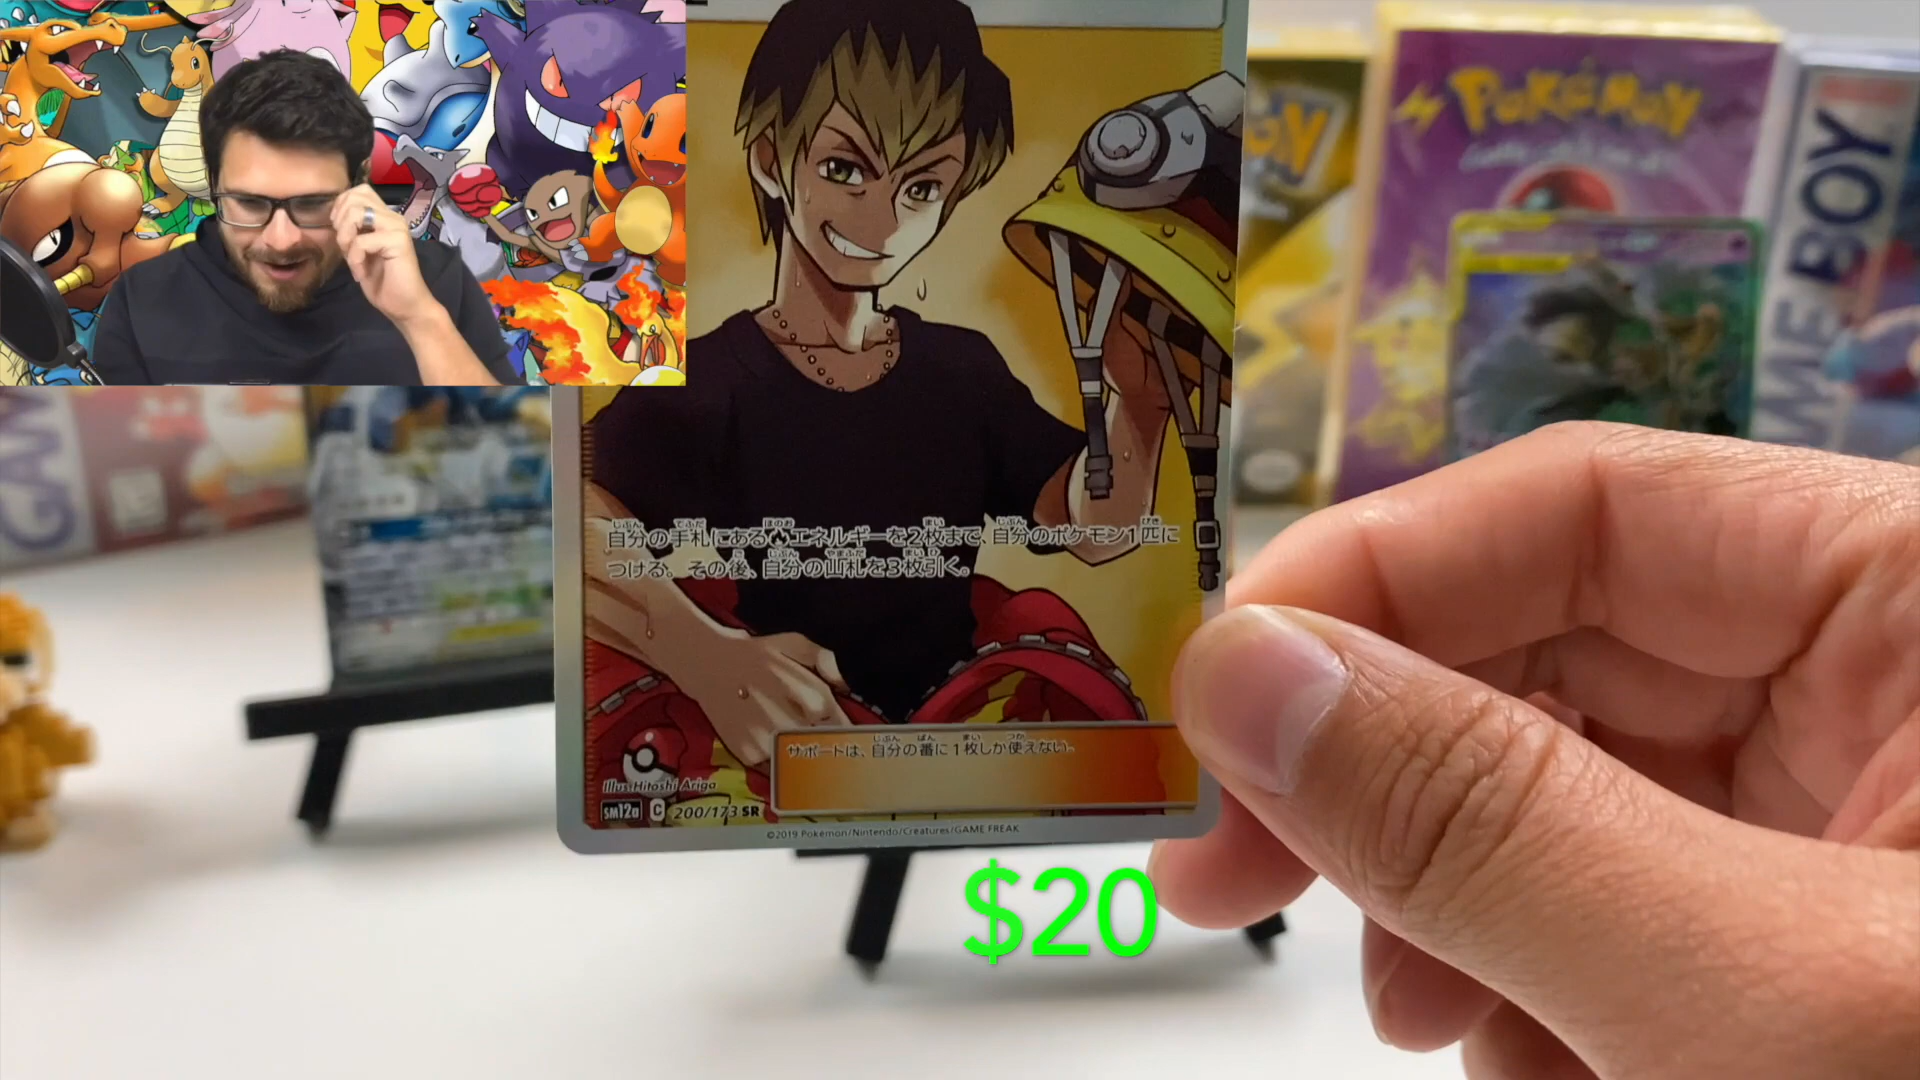 Pokémon
GAME BOY
GAM
自分の手札にある エネルギーを2枚まで、自分のポケモン1匹に
つける。その後、自分の山札を3枚引く。
サポートは、自分の番に1枚しか使えない。
Illus. Hitoshi Ariga
SM12a C 200/173 SR
©2019 Pokémon/Nintendo/Creatures/GAME FREAK
$20